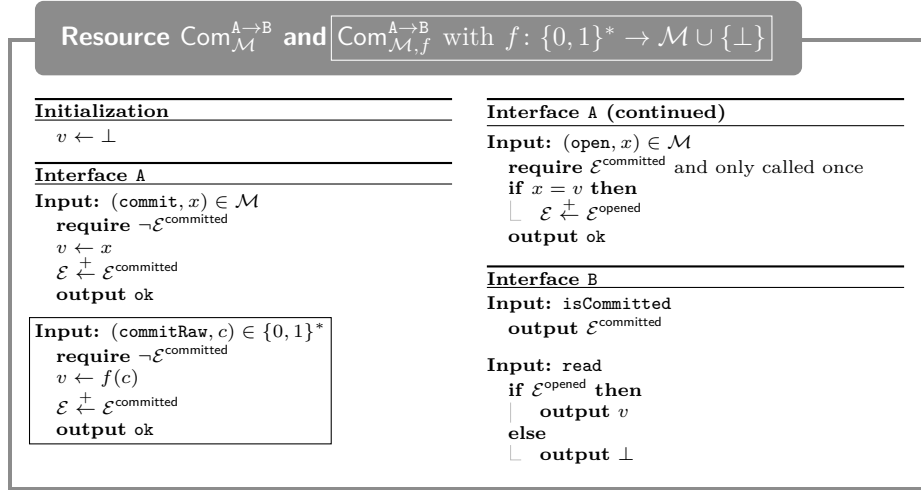 Resource Com_M^{A→B} and Com_{M,f}^{A→B} with f : {0, 1}* → M ∪ {⊥}
Initialization
v ← ⊥
Interface A
Input: (commit, x) ∈ M
require ¬ℰ^committed
v ← x
ℰ ←^+ ℰ^committed
output ok
Input: (commitRaw, c) ∈ {0, 1}*
require ¬ℰ^committed
v ← f(c)
ℰ ←^+ ℰ^committed
output ok
Interface A (continued)
Input: (open, x) ∈ M
require ℰ^committed and only called once
if x = v then
ℰ ←^+ ℰ^opened
output ok
Interface B
Input: isCommitted
output ℰ^committed
Input: read
if ℰ^opened then
output v
else
output ⊥